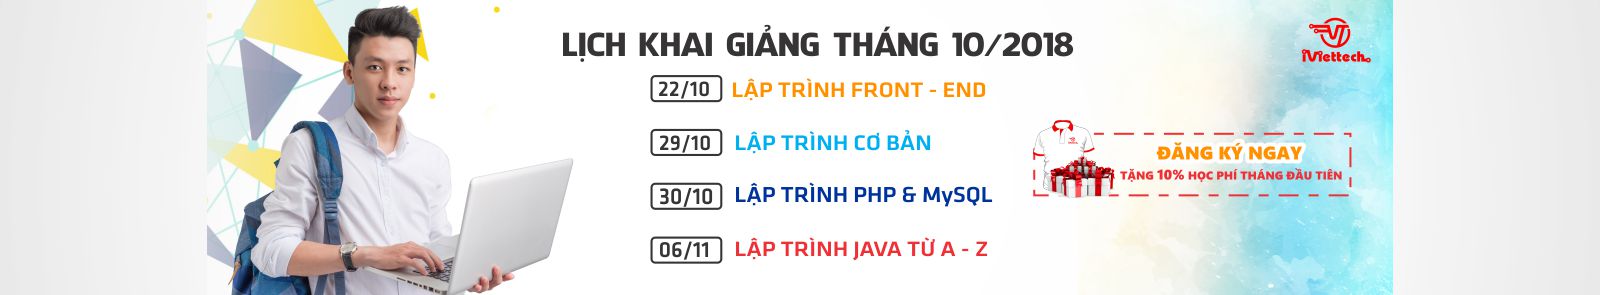 LỊCH KHAI GIẢNG THÁNG 10/2018
22/10 LẬP TRÌNH FRONT - END
29/10 LẬP TRÌNH CƠ BẢN
30/10 LẬP TRÌNH PHP & MySQL
06/11 LẬP TRÌNH JAVA TỪ A - Z
iViettech
ĐĂNG KÝ NGAY
TẶNG 10% HỌC PHÍ THÁNG ĐẦU TIÊN